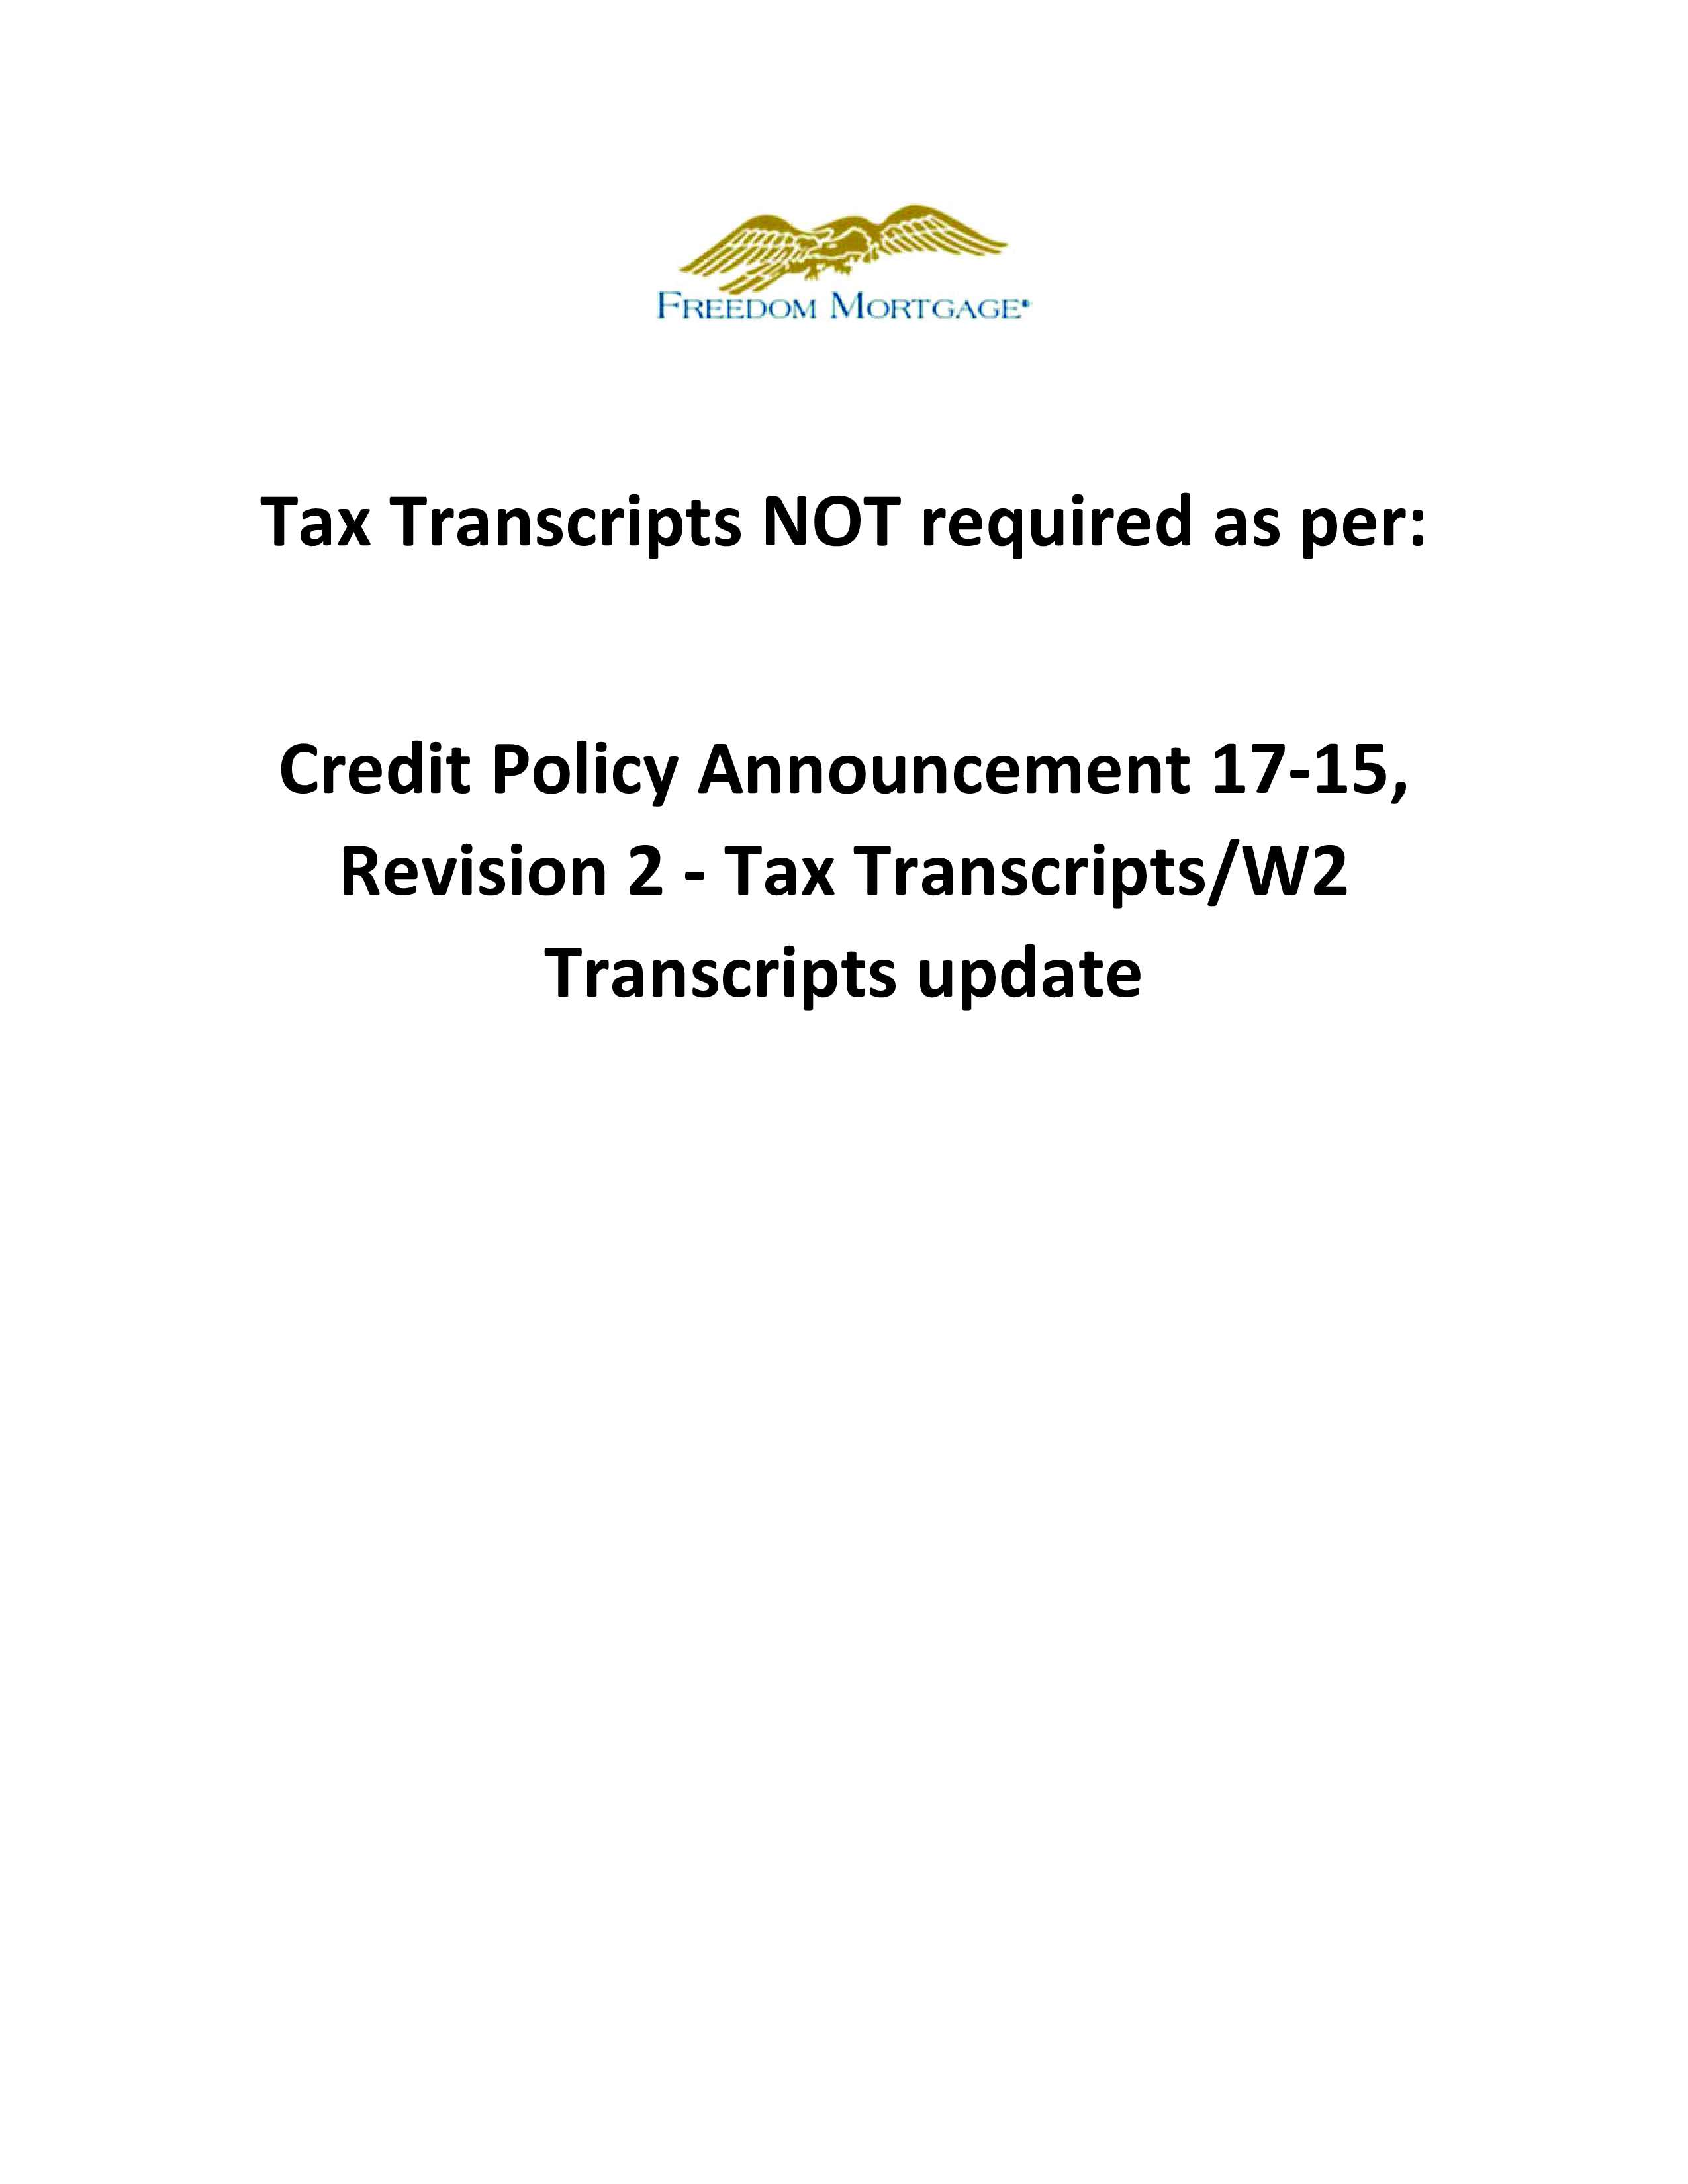 FREEDOM MORTGAGE®
Tax Transcripts NOT required as per:
Credit Policy Announcement 17-15,
Revision 2 - Tax Transcripts/W2
Transcripts update